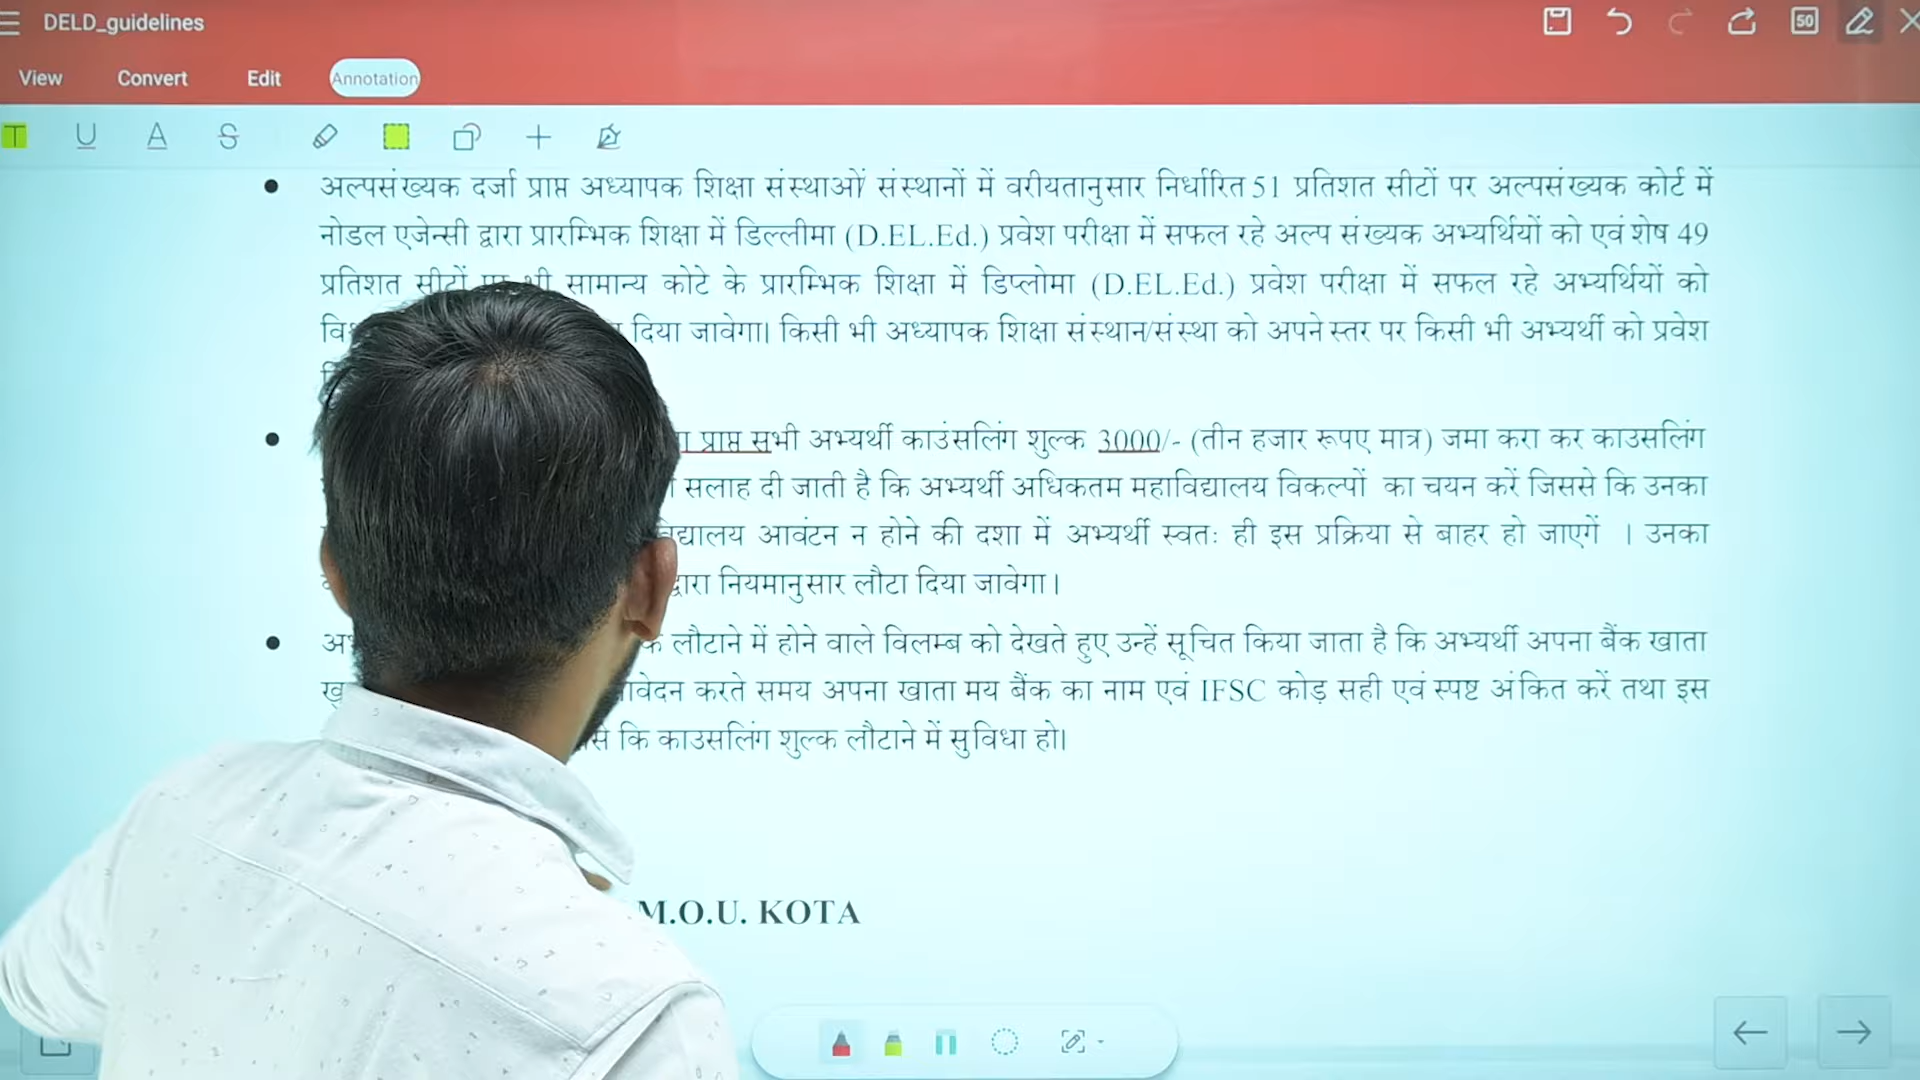 DELD_guidelines
50
View Convert Edit Annotation
T U A S
अल्पसंख्यक दर्जा प्राप्त अध्यापक शिक्षा संस्थाओं/ संस्थानों में वरीयतानुसार निर्धारित 51 प्रतिशत सीटों पर अल्पसंख्यक कोर्ट में
नोडल एजेन्सी द्वारा प्रारम्भिक शिक्षा में डिल्लीमा (D.EL.Ed.) प्रवेश परीक्षा में सफल रहे अल्प संख्यक अभ्यर्थियों को एवं शेष 49
प्रतिशत सीटों पर भी सामान्य कोटे के प्रारम्भिक शिक्षा में डिप्लोमा (D.EL.Ed.) प्रवेश परीक्षा में सफल रहे अभ्यर्थियों को
दिया जावेगा। किसी भी अध्यापक शिक्षा संस्थान/संस्था को अपने स्तर पर किसी भी अभ्यर्थी को प्रवेश
प्राप्त सभी अभ्यर्थी काउंसलिंग शुल्क 3000/- (तीन हजार रूपए मात्र) जमा करा कर काउसलिंग
सलाह दी जाती है कि अभ्यर्थी अधिकतम महाविद्यालय विकल्पों का चयन करें जिससे कि उनका
आवंटन न होने की दशा में अभ्यर्थी स्वतः ही इस प्रक्रिया से बाहर हो जाएगें । उनका
द्वारा नियमानुसार लौटा दिया जावेगा।
लौटाने में होने वाले विलम्ब को देखते हुए उन्हें सूचित किया जाता है कि अभ्यर्थी अपना बैंक खाता
करते समय अपना खाता मय बैंक का नाम एवं IFSC कोड़ सही एवं स्पष्ट अंकित करें तथा इस
कि काउसलिंग शुल्क लौटाने में सुविधा हो।
M.O.U. KOTA